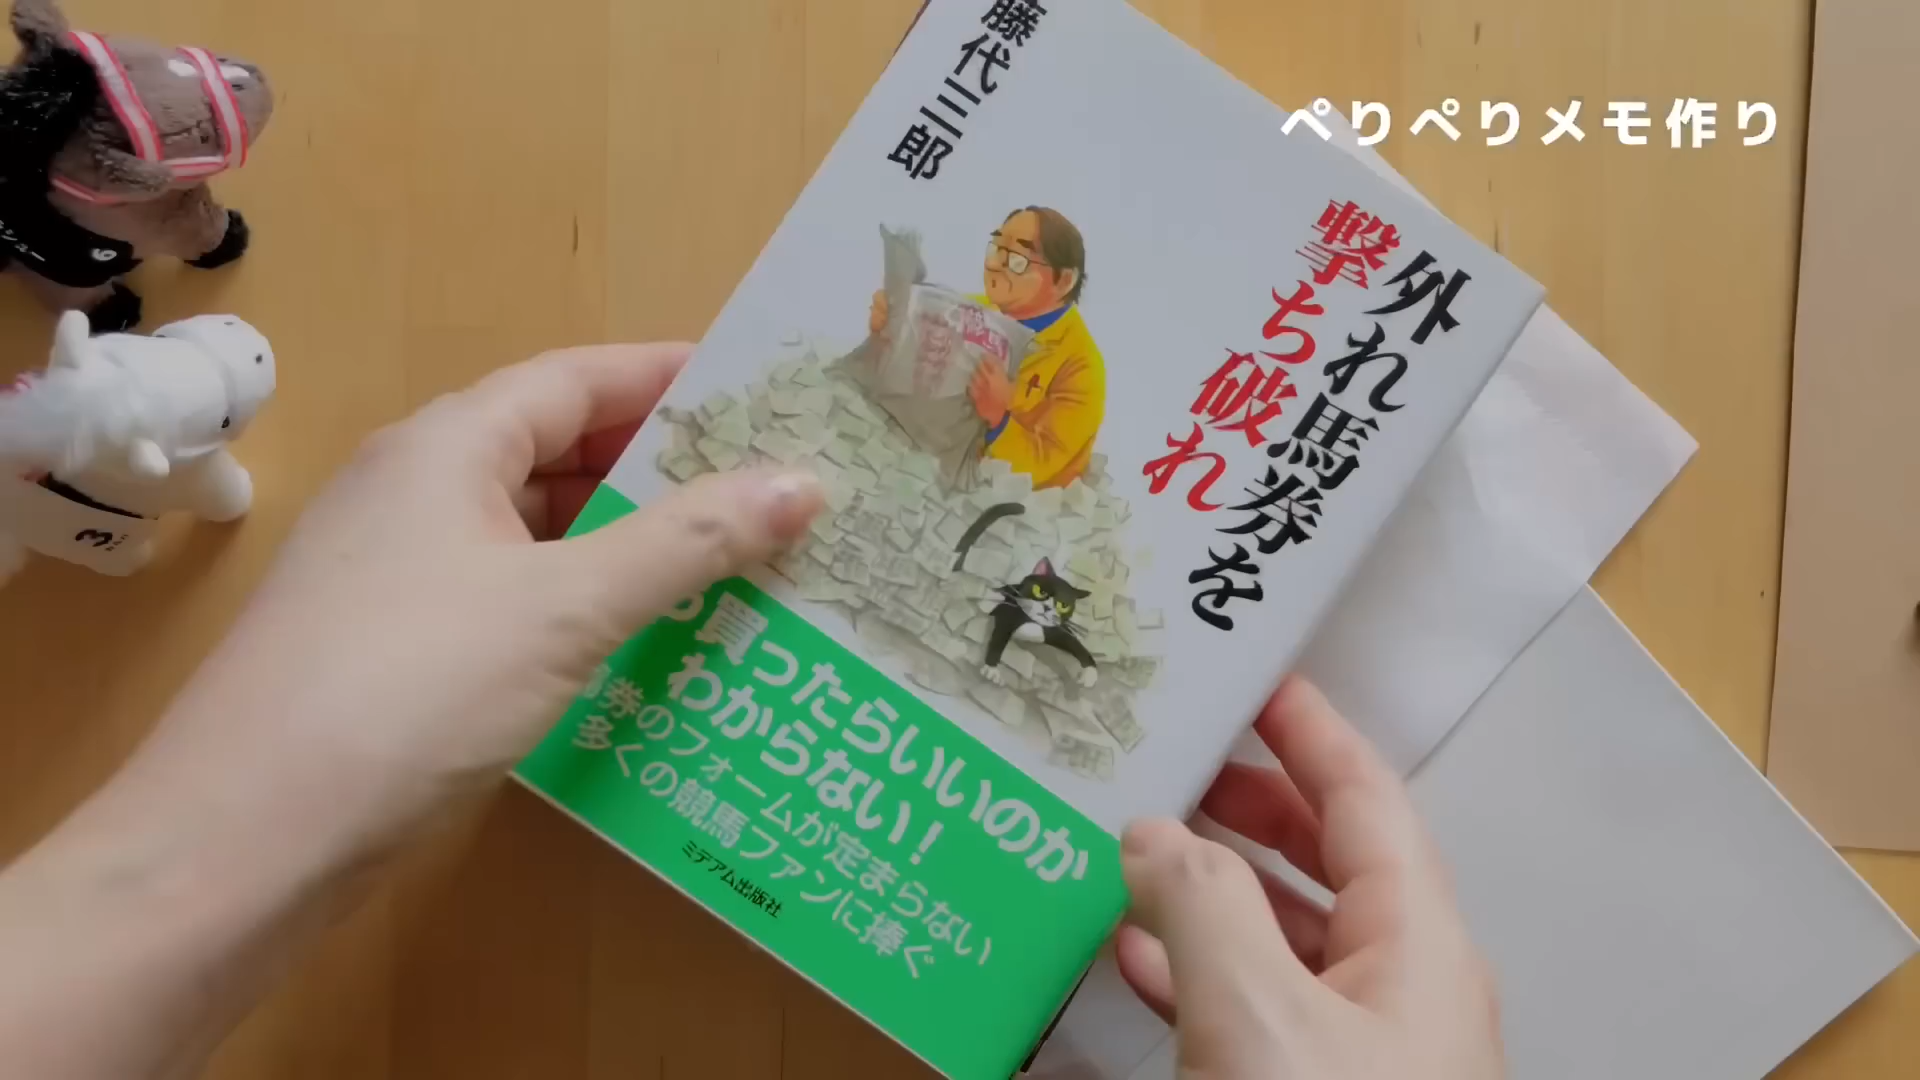 ぺりぺりメモ作り
藤代三郎
外れ馬券を
撃ち破れ
買ったらいいのか
わからない！
券のフォームが定まらない
多くの競馬ファンに捧ぐ
ミデアム出版社
9
3